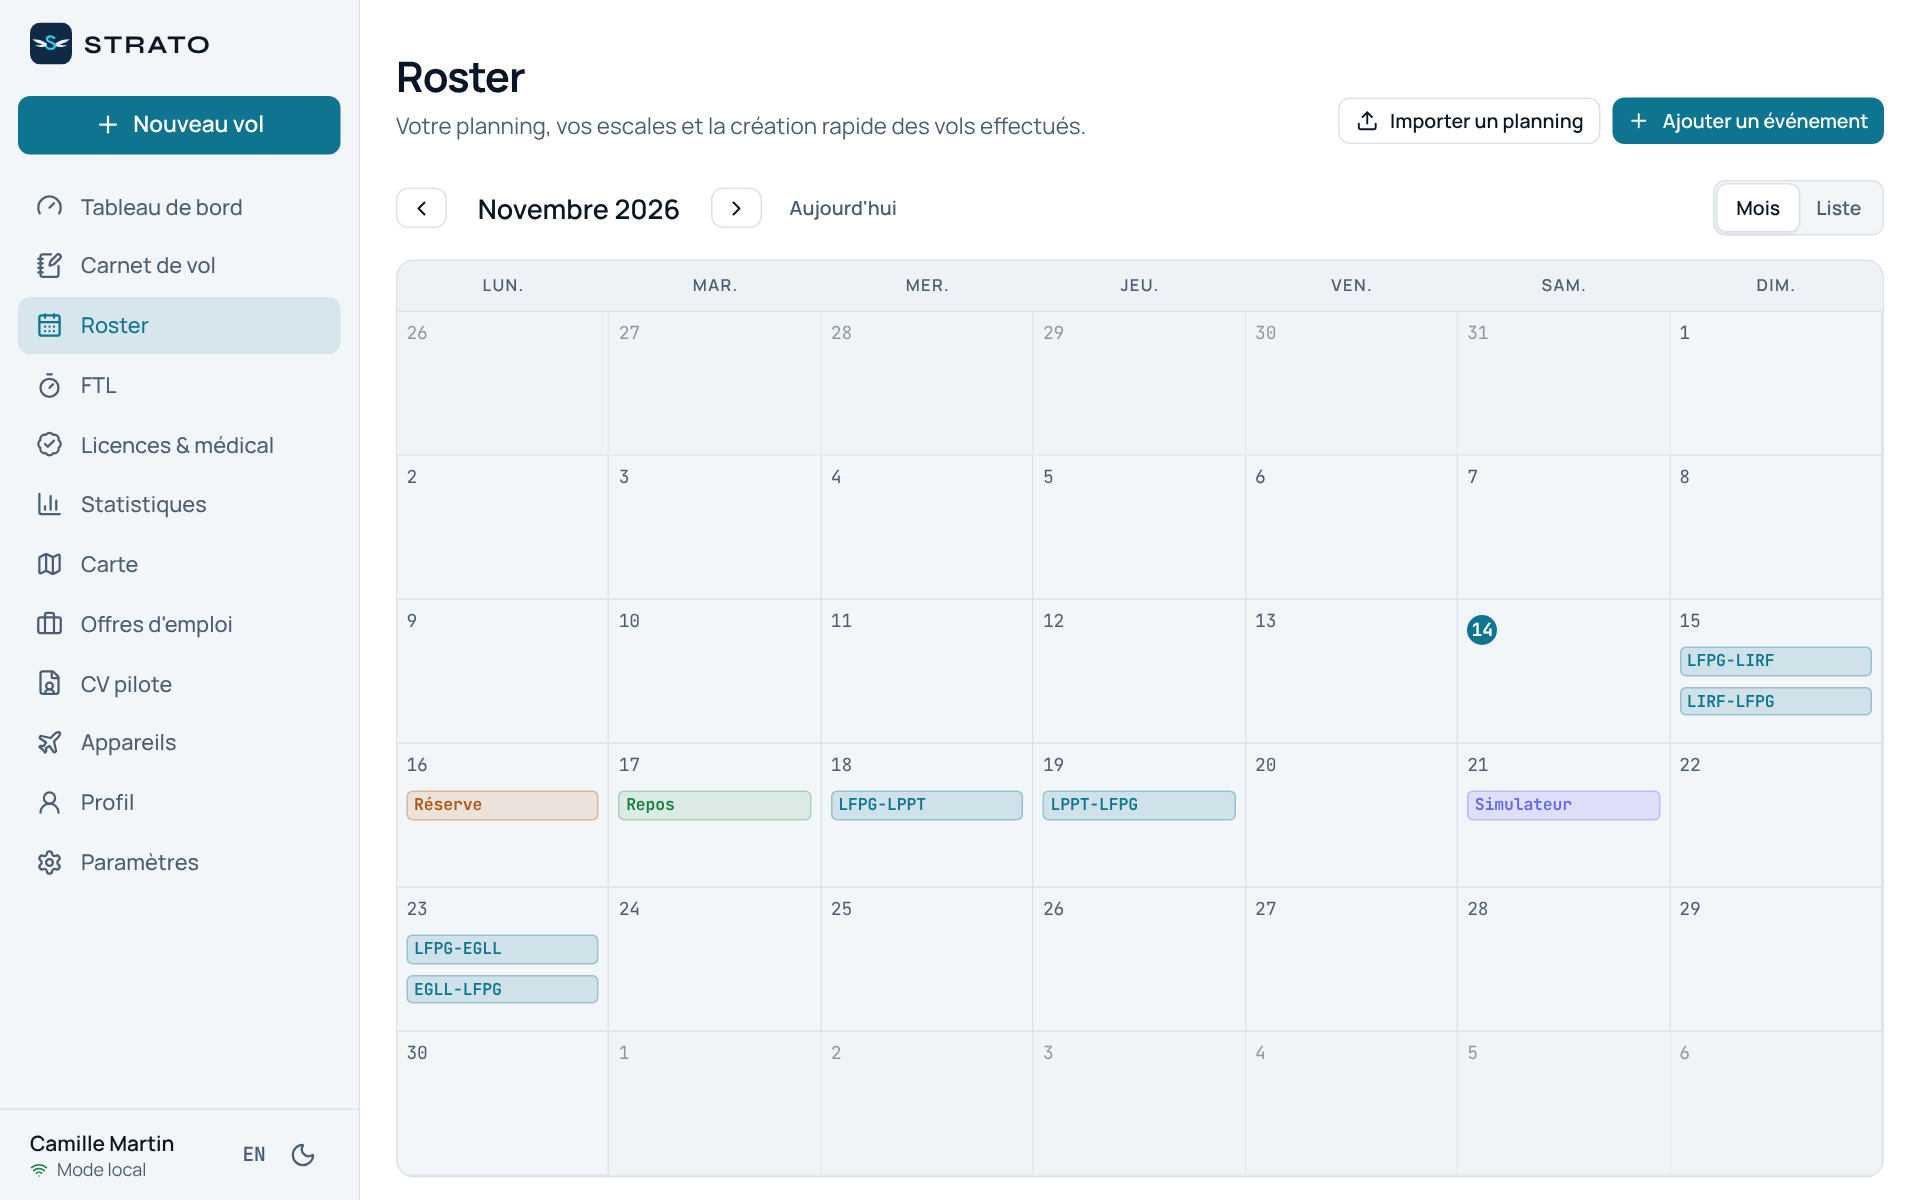 STRATO
Nouveau vol
Tableau de bord
Carnet de vol
Roster
FTL
Licences & médical
Statistiques
Carte
Offres d'emploi
CV pilote
Appareils
Profil
Paramètres
Camille Martin
Mode local
EN
Roster
Votre planning, vos escales et la création rapide des vols effectués.
Importer un planning
Ajouter un événement
Novembre 2026
Aujourd'hui
Mois
Liste
LUN. MAR. MER. JEU. VEN. SAM. DIM.
26 27 28 29 30 31 1
2 3 4 5 6 7 8
9 10 11 12 13 14 15
LFPG-LIRF
LIRF-LFPG
16 17 18 19 20 21 22
Réserve Repos LFPG-LPPT LPPT-LFPG Simulateur
23 24 25 26 27 28 29
LFPG-EGLL
EGLL-LFPG
30 1 2 3 4 5 6